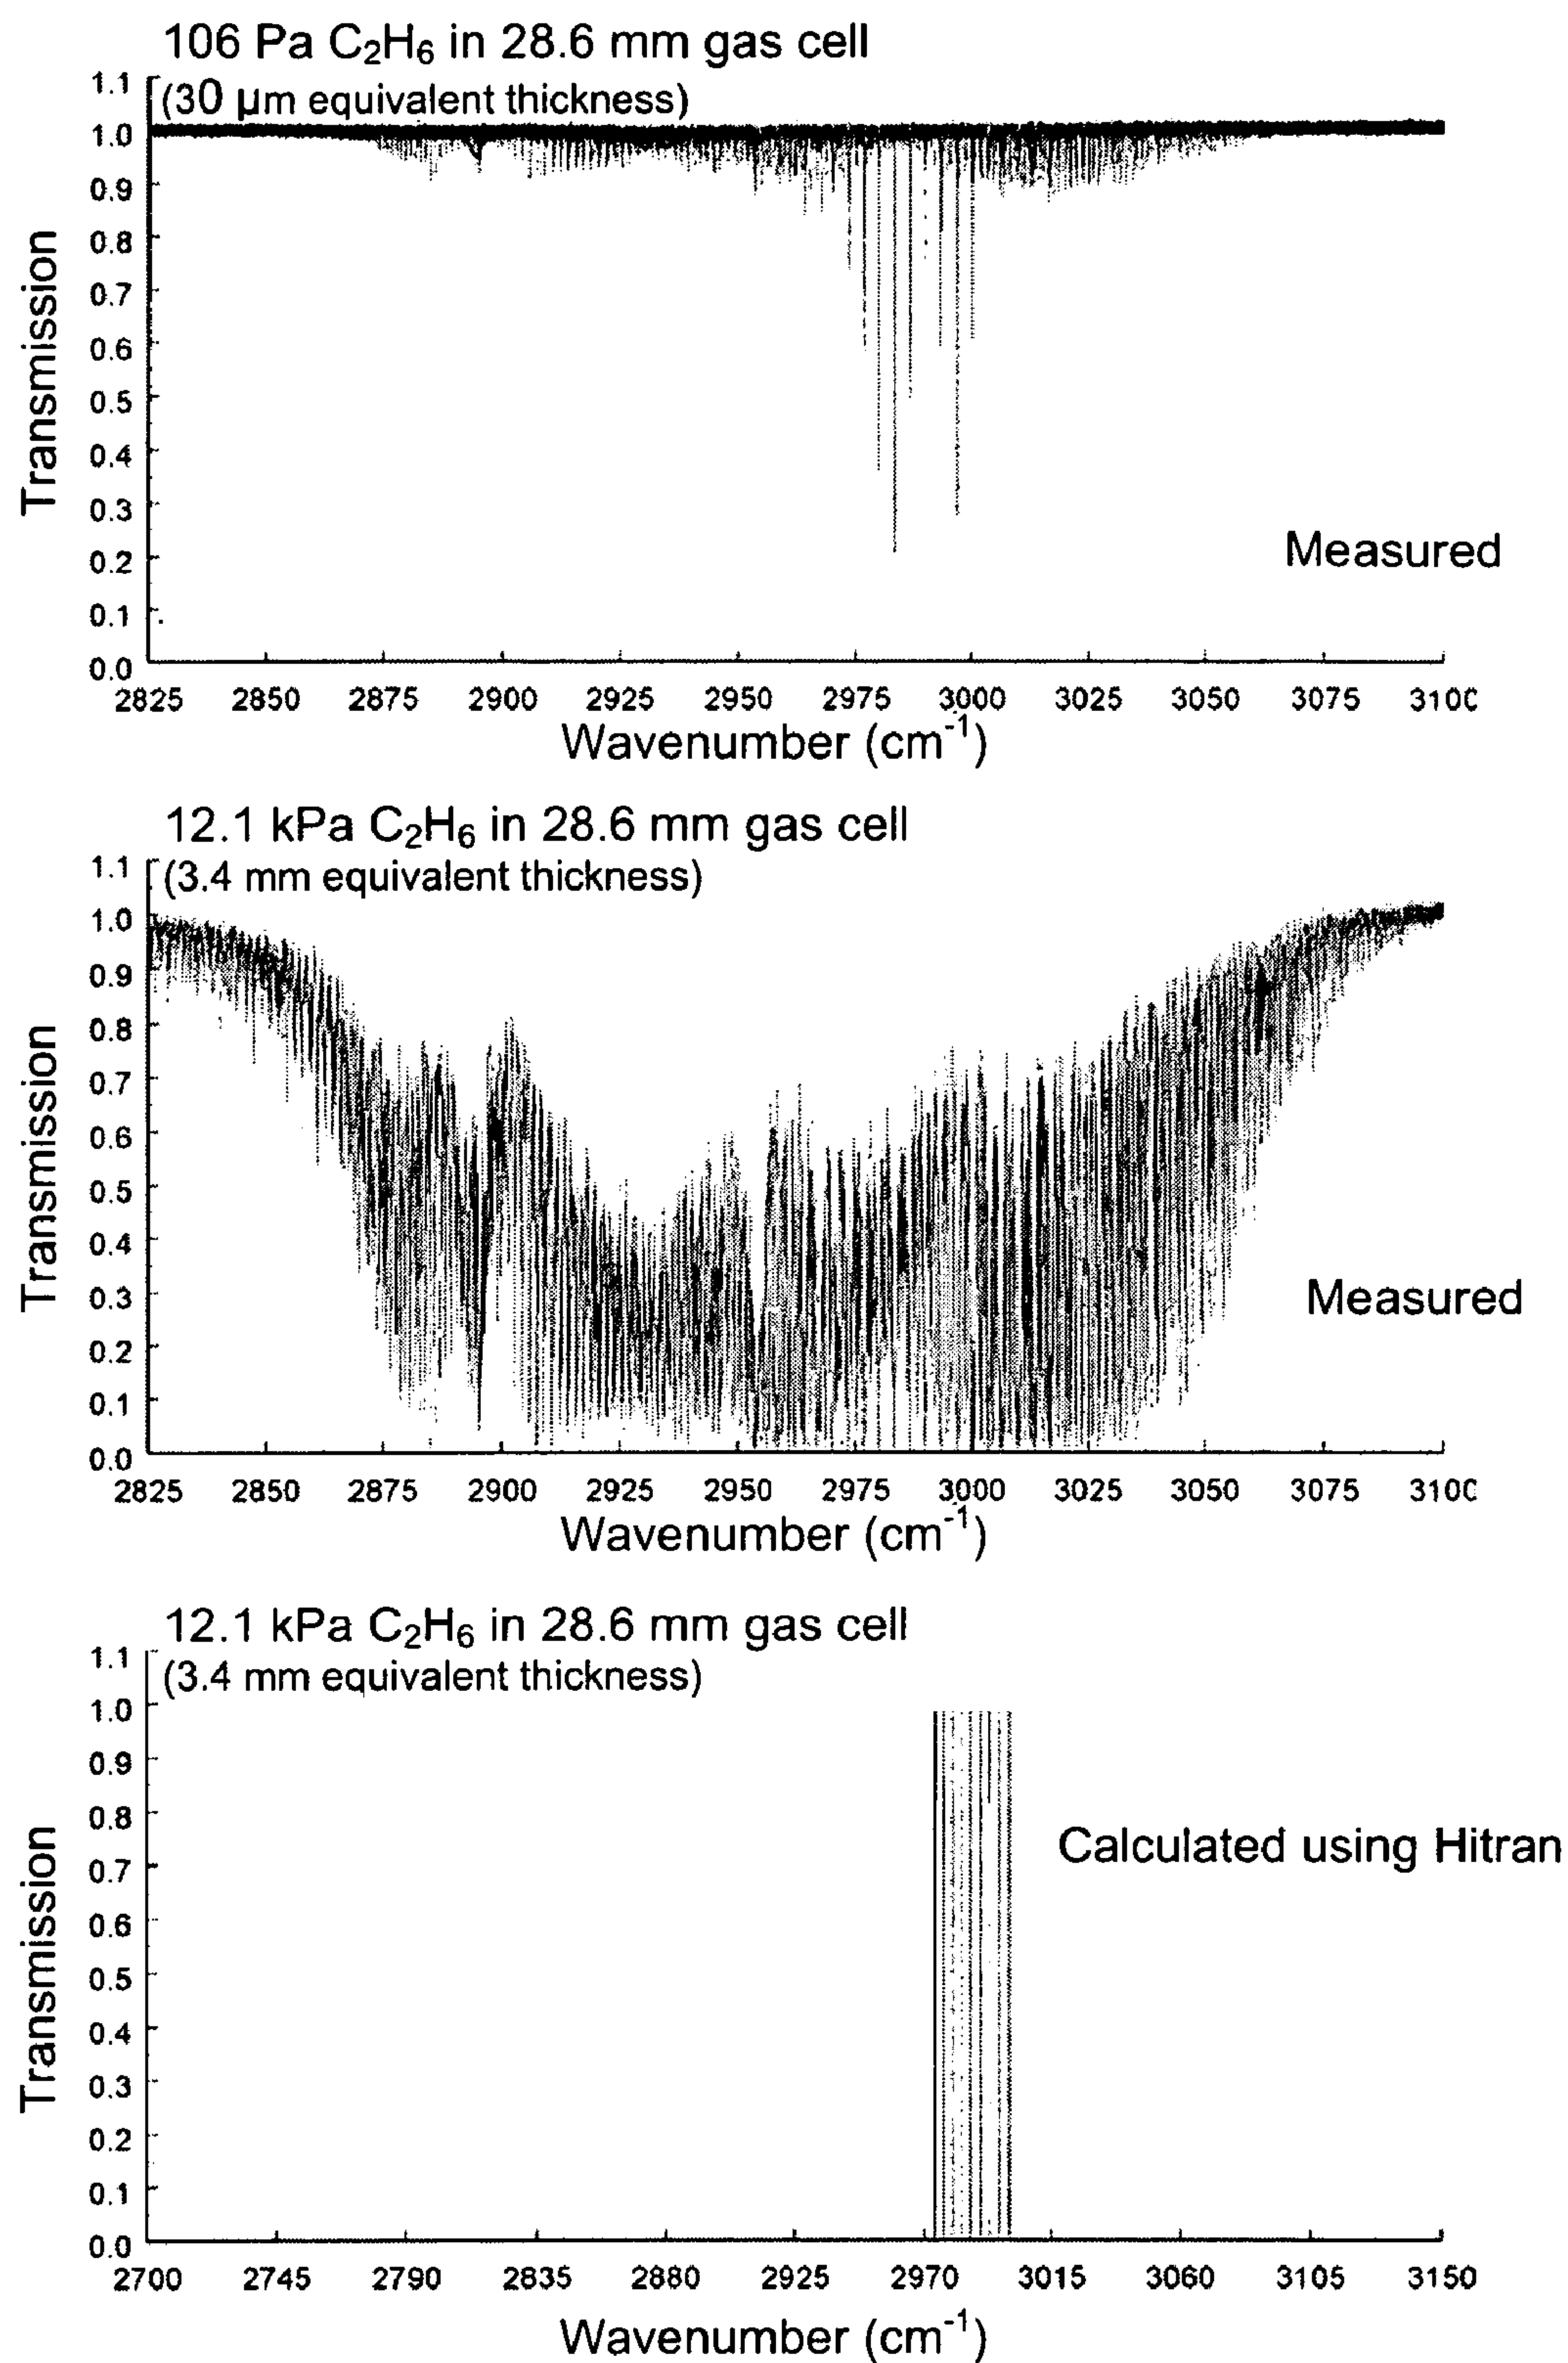 106 Pa C₂H₆ in 28.6 mm gas cell
(30 µm equivalent thickness)
1.1
1.0
0.9
0.8
0.7
0.6
0.5
0.4
0.3
0.2
0.1
0.0
Transmission
Measured
2825 2850 2875 2900 2925 2950 2975 3000 3025 3050 3075 310C
Wavenumber (cm⁻¹)
12.1 kPa C₂H₆ in 28.6 mm gas cell
(3.4 mm equivalent thickness)
1.1
1.0
0.9
0.8
0.7
0.6
0.5
0.4
0.3
0.2
0.1
0.0
Transmission
Measured
2825 2850 2875 2900 2925 2950 2975 3000 3025 3050 3075 310C
Wavenumber (cm⁻¹)
12.1 kPa C₂H₆ in 28.6 mm gas cell
(3.4 mm equivalent thickness)
1.1
1.0
0.9
0.8
0.7
0.6
0.5
0.4
0.3
0.2
0.1
0.0
Transmission
Calculated using Hitran
2700 2745 2790 2835 2880 2925 2970 3015 3060 3105 3150
Wavenumber (cm⁻¹)